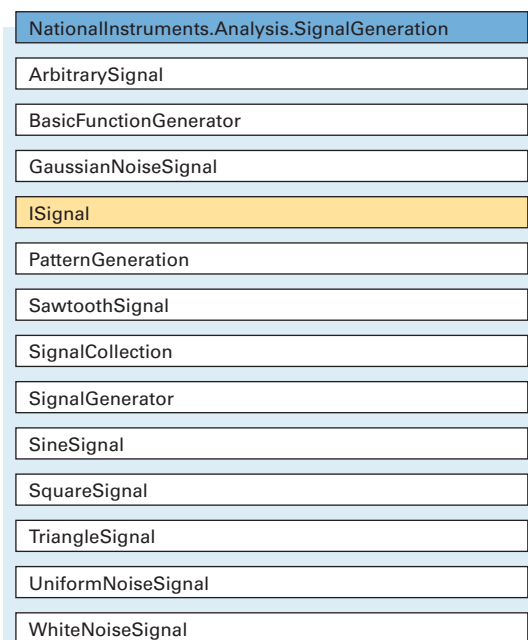 NationalInstruments.Analysis.SignalGeneration
ArbitrarySignal
BasicFunctionGenerator
GaussianNoiseSignal
ISignal
PatternGeneration
SawtoothSignal
SignalCollection
SignalGenerator
SineSignal
SquareSignal
TriangleSignal
UniformNoiseSignal
WhiteNoiseSignal